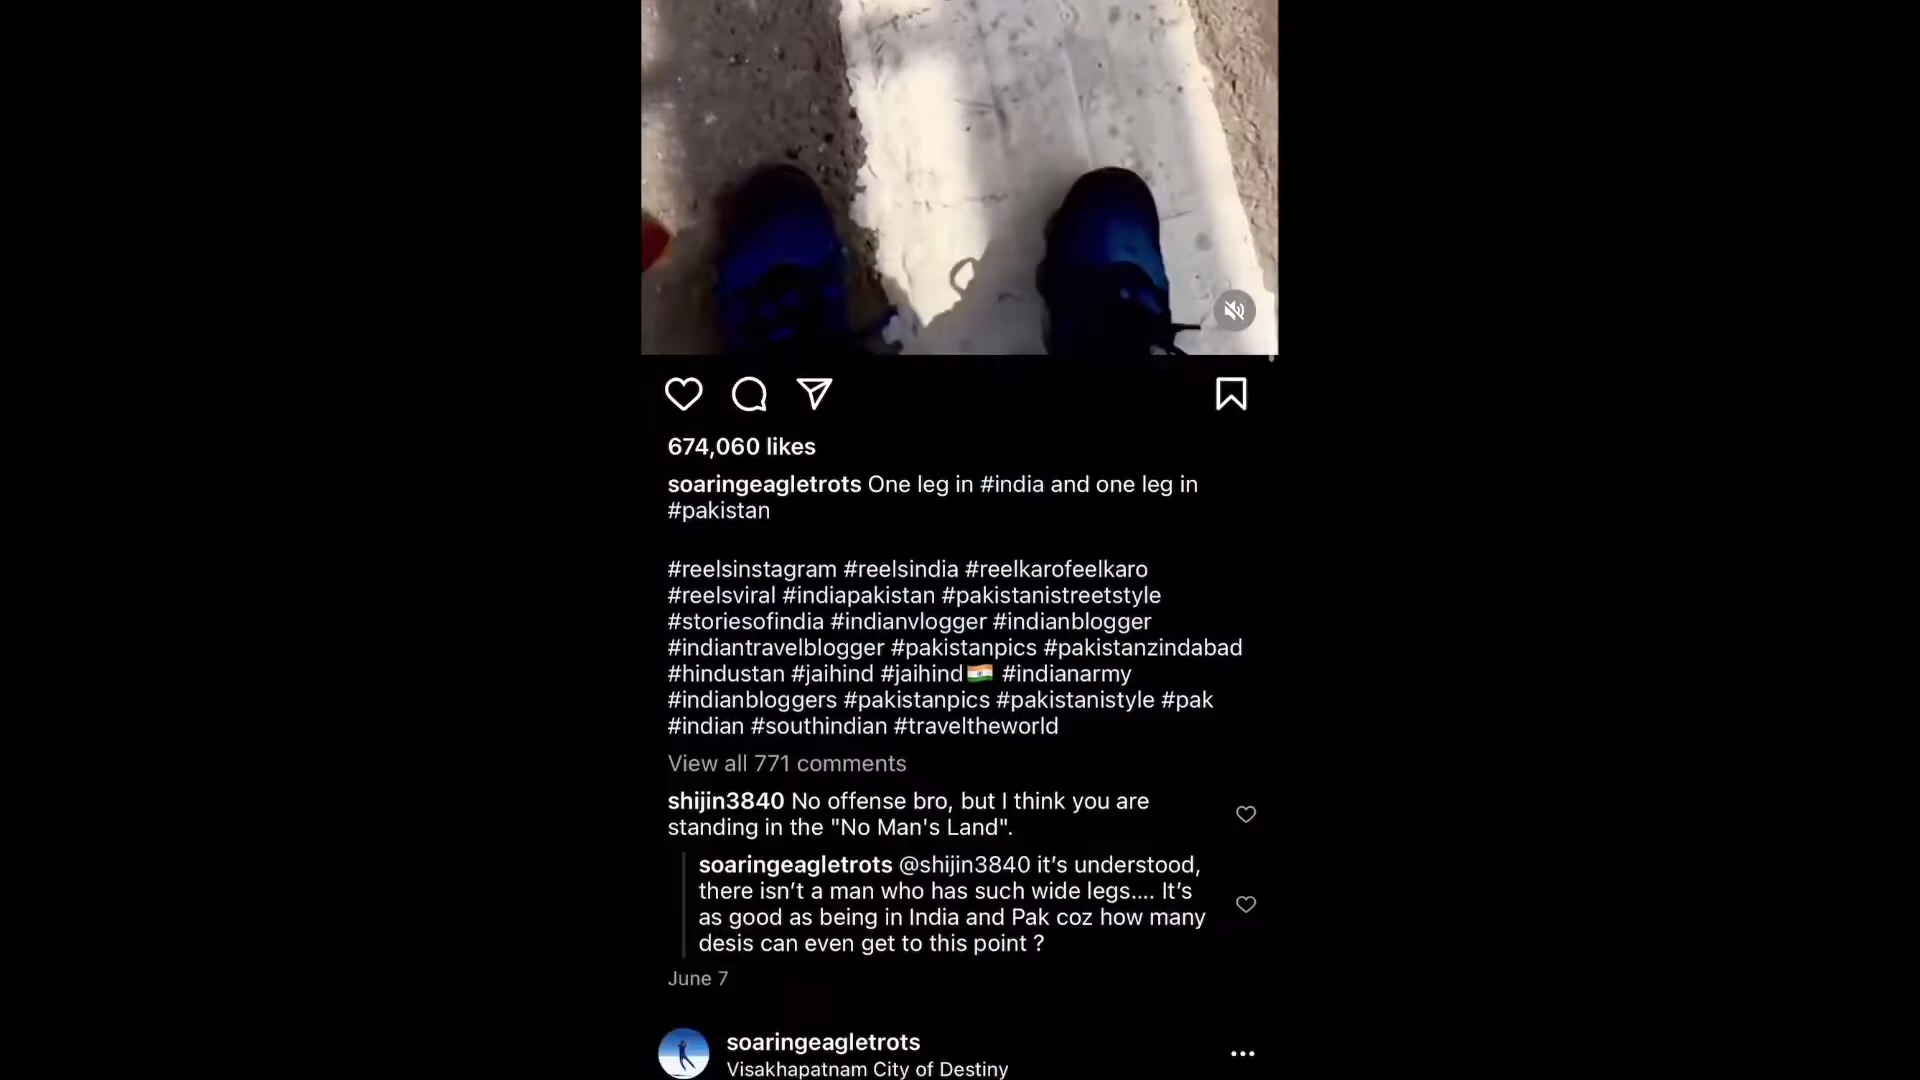 674,060 likes
soaringeagletrots One leg in #india and one leg in
#pakistan
#reelsinstagram #reelsindia #reelkarofeelkaro
#reelsviral #indiapakistan #pakistanistreetstyle
#storiesofindia #indianvlogger #indianblogger
#indiantravelblogger #pakistanpics #pakistanzindabad
#hindustan #jaihind #jaihind🇮🇳 #indianarmy
#indianbloggers #pakistanpics #pakistanistyle #pak
#indian #southindian #traveltheworld
View all 771 comments
shijin3840 No offense bro, but I think you are
standing in the "No Man's Land".
soaringeagletrots @shijin3840 it’s understood,
there isn’t a man who has such wide legs.... It’s
as good as being in India and Pak coz how many
desis can even get to this point ?
June 7
soaringeagletrots
Visakhapatnam City of Destiny